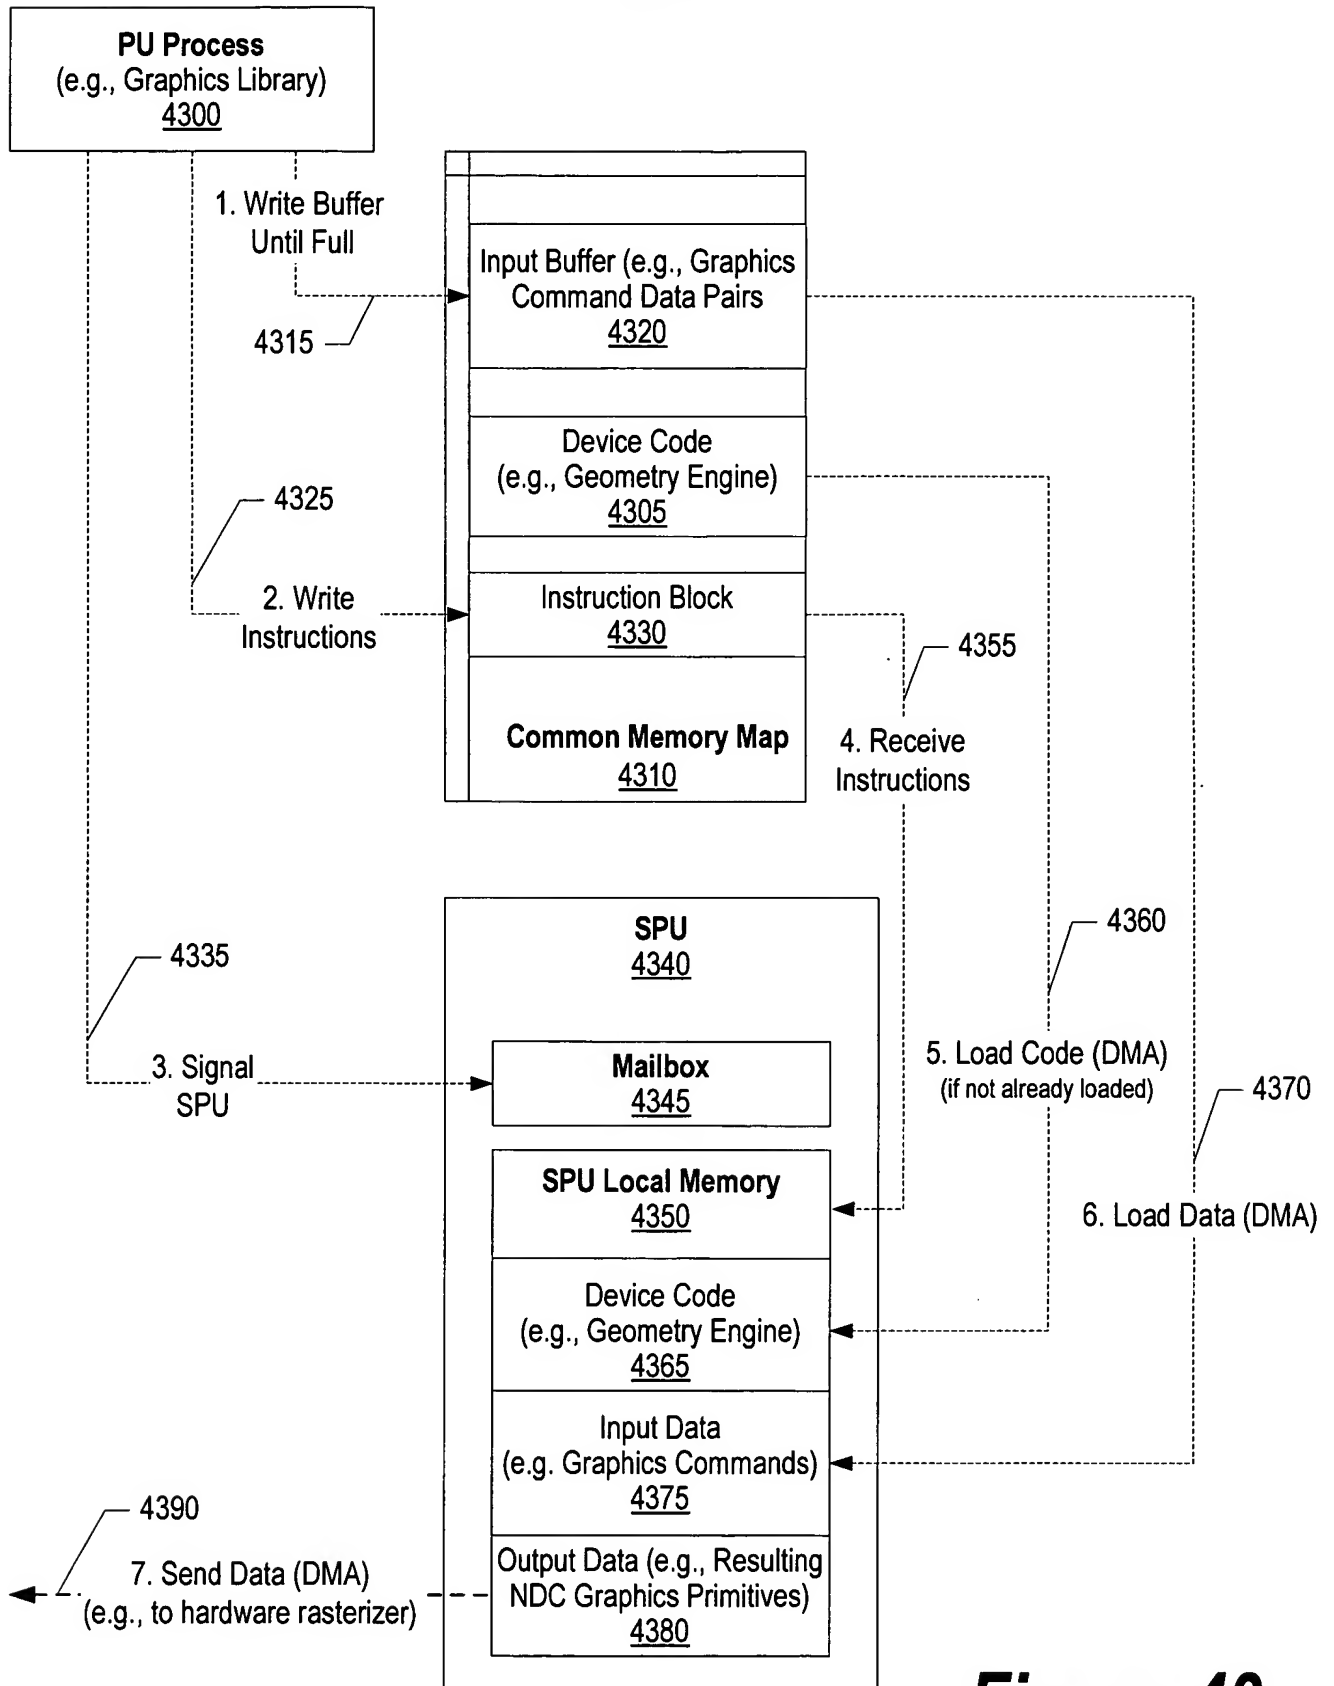 PU Process
(e.g., Graphics Library)
4300
1. Write Buffer
Until Full
4315
Input Buffer (e.g., Graphics
Command Data Pairs
4320
Device Code
(e.g., Geometry Engine)
4305
4325
2. Write
Instructions
Instruction Block
4330
4355
Common Memory Map
4310
4. Receive
Instructions
SPU
4340
4360
4335
3. Signal
SPU
Mailbox
4345
5. Load Code (DMA)
(if not already loaded)
4370
SPU Local Memory
4350
6. Load Data (DMA)
Device Code
(e.g., Geometry Engine)
4365
Input Data
(e.g. Graphics Commands)
4375
4390
7. Send Data (DMA)
(e.g., to hardware rasterizer)
Output Data (e.g., Resulting
NDC Graphics Primitives)
4380